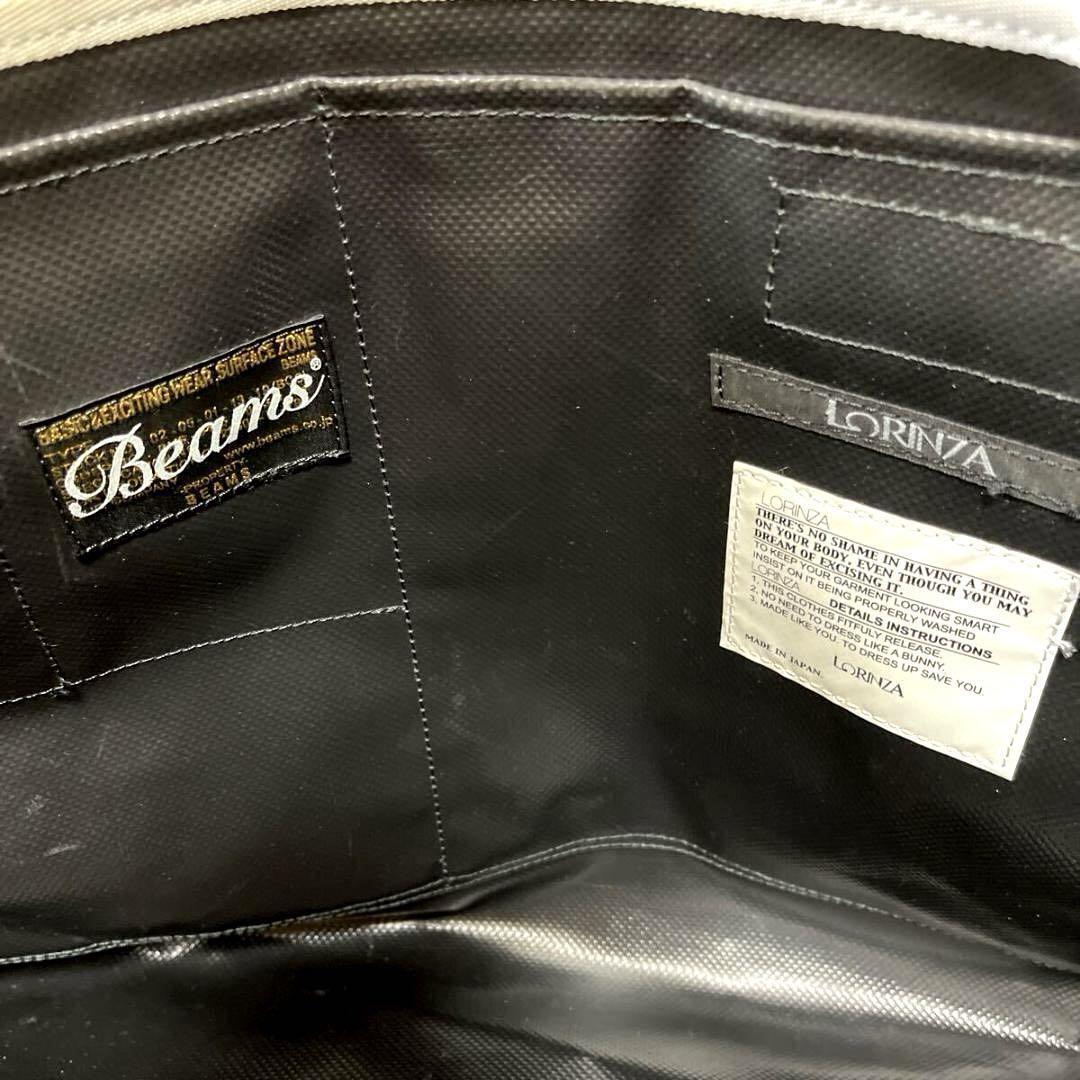 BASIC&EXCITING WEAR SURFACE ZONE
BEAMS
Beams®
www.beams.co.jp
PROPERTY
BEAMS
LORINZA
LORINZA
THERE'S NO SHAME IN HAVING A THING
ON YOUR BODY, EVEN THOUGH YOU MAY
DREAM OF EXCISING IT.
TO KEEP YOUR GARMENT LOOKING SMART
INSIST ON IT BEING PROPERLY WASHED
LORINZA
DETAILS INSTRUCTIONS
1. THIS CLOTHES FITFULY RELEASE.
2. NO NEED TO DRESS LIKE A BUNNY.
3. MADE LIKE YOU. TO DRESS UP SAVE YOU.
MADE IN JAPAN.
LORINZA